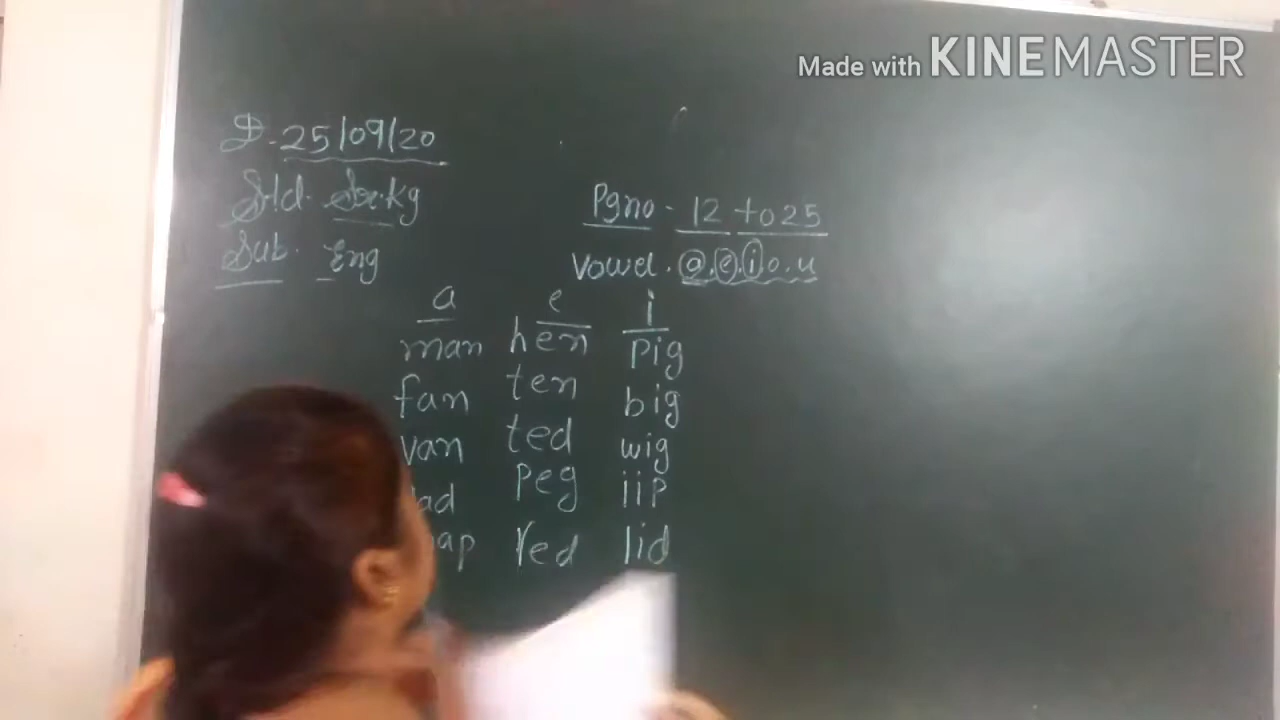 Made with KINEMASTER
D. 25/09/20
Std. Sr.kg
Sub. Eng
Pgno - 12 to 25
Vowel. a.e.i.o.u
a e i
man hen pig
fan ten big
van ted wig
peg
red lid